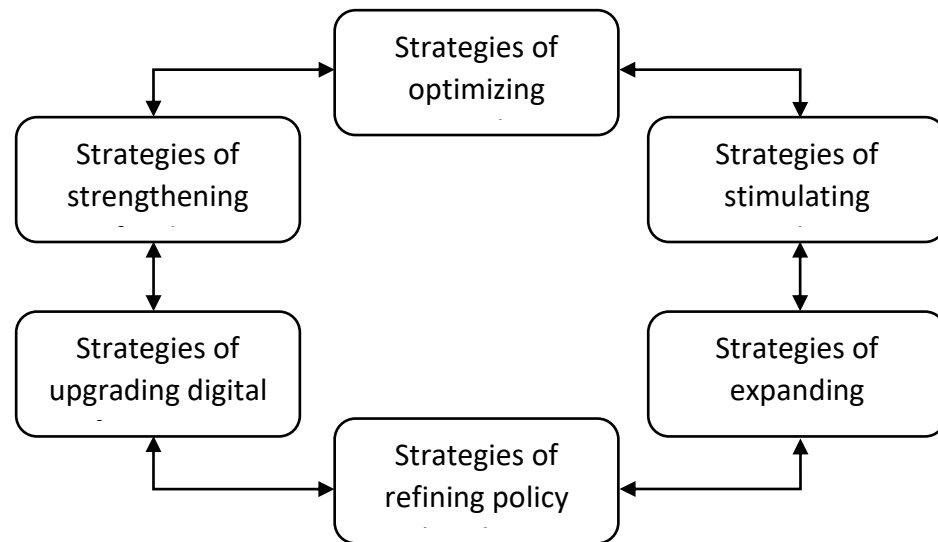 Strategies of
optimizing
Strategies of
strengthening
Strategies of
stimulating
Strategies of
upgrading digital
Strategies of
expanding
Strategies of
refining policy